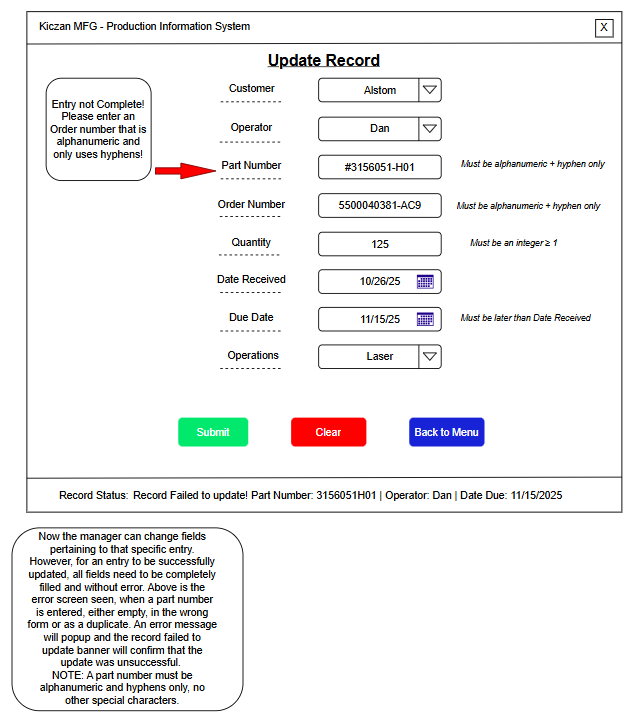 Kiczan MFG - Production Information System
X
Update Record
Customer
Alstom
Entry not Complete!
Please enter an
Order number that is
alphanumeric and
only uses hyphens!
Operator
Dan
Part Number
#3156051-H01
Must be alphanumeric + hyphen only
Order Number
5500040381-AC9
Must be alphanumeric + hyphen only
Quantity
125
Must be an integer ≥ 1
Date Received
10/26/25
Due Date
11/15/25
Must be later than Date Received
Operations
Laser
Submit
Clear
Back to Menu
Record Status: Record Failed to update! Part Number: 3156051H01 | Operator: Dan | Date Due: 11/15/2025
Now the manager can change fields
pertaining to that specific entry.
However, for an entry to be successfully
updated, all fields need to be completely
filled and without error. Above is the
error screen seen, when a part number
is entered, either empty, in the wrong
form or as a duplicate. An error message
will popup and the record failed to
update banner will confirm that the
update was unsuccessful.
NOTE: A part number must be
alphanumeric and hyphens only, no
other special characters.